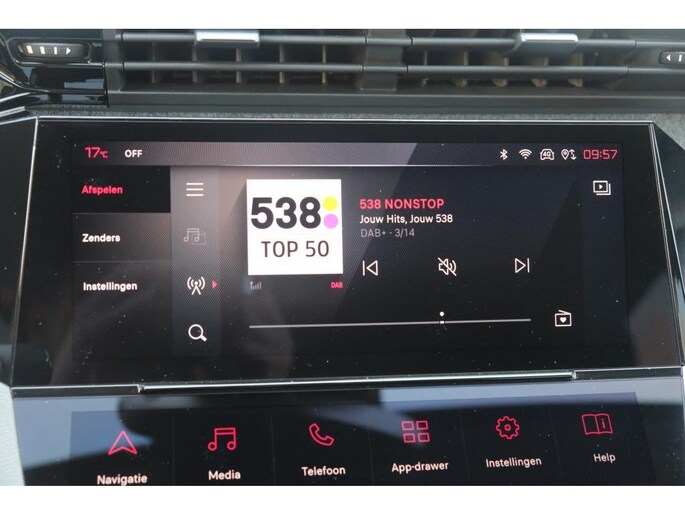 17°C OFF 4G 09:57
Afspelen
Zenders
Instellingen
538
TOP 50
538 NONSTOP
Jouw Hits, Jouw 538
DAB+ - 3/14
DAB
Navigatie
Media
Telefoon
App-drawer
Instellingen
Help